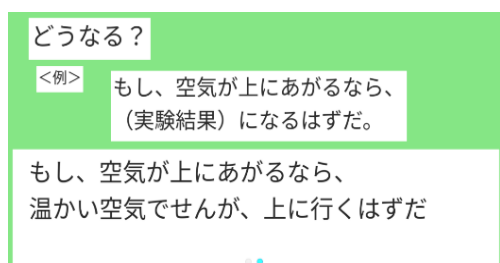 どうなる？
＜例＞
もし、空気が上にあがるなら、
（実験結果）になるはずだ。
もし、空気が上にあがるなら、
温かい空気でせんが、上に行くはずだ